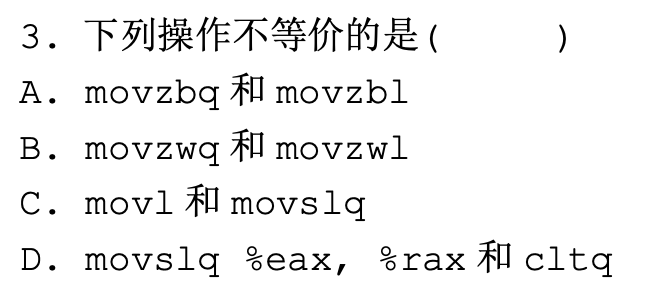 3. 下列操作不等价的是(     )
A. movzbq 和 movzbl
B. movzwq 和 movzwl
C. movl 和 movslq
D. movslq %eax, %rax 和 cltq